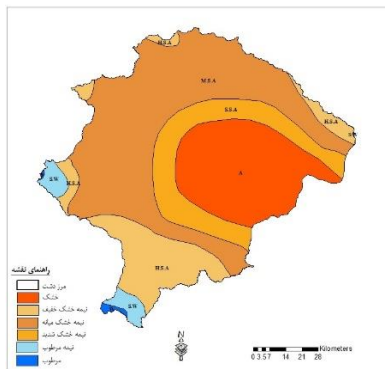 H.S.A
M.S.A
H.S.A
S.S.A
S.W
A
S.W
H.S.A
H.S.A
S.W
راهنمای نقشه
مرز دشت
خشک
نیمه خشک خفیف
نیمه خشک میانه
نیمه خشک شدید
نیمه مرطوب
مرطوب
N
Kilometers
0 3.5 7 14 21 28